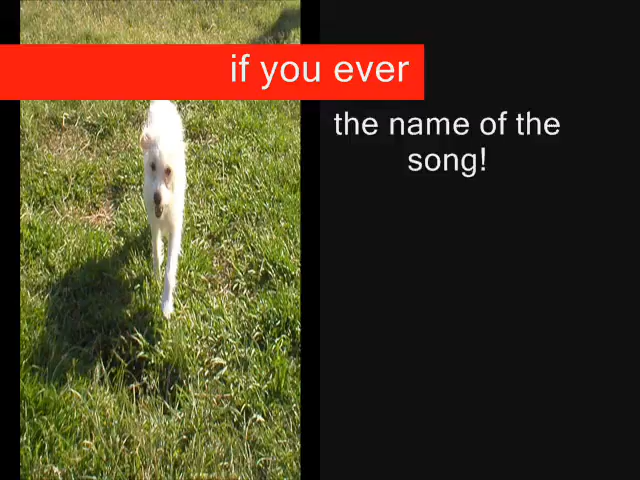 if you ever
the name of the
song!